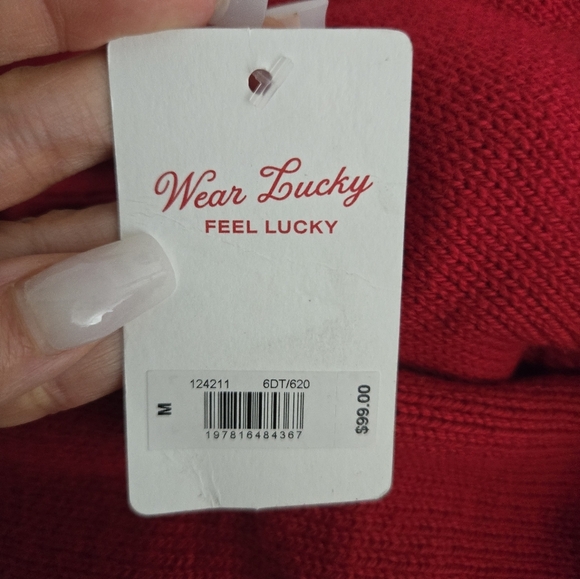 Wear Lucky
FEEL LUCKY
124211 6DT/620
M
197816484367
$99.00